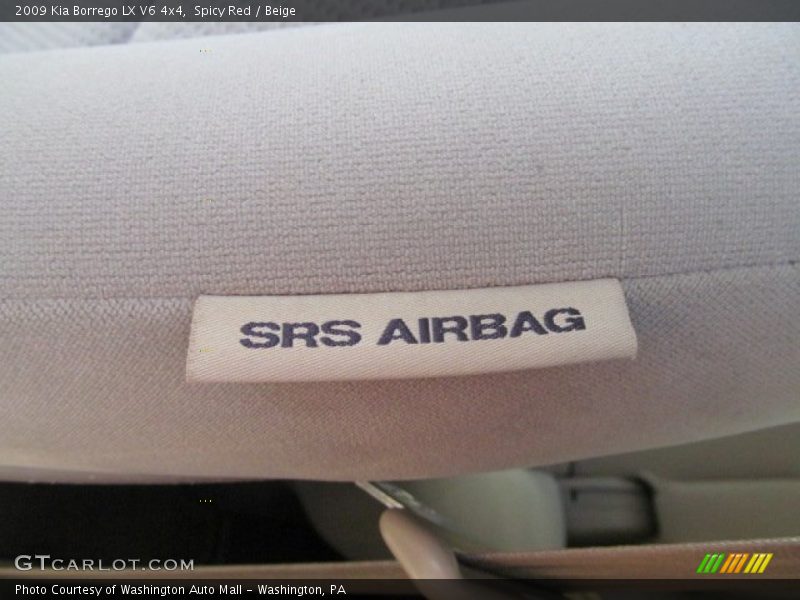 2009 Kia Borrego LX V6 4x4, Spicy Red / Beige
SRS AIRBAG
GTCARLOT.COM
Photo Courtesy of Washington Auto Mall - Washington, PA